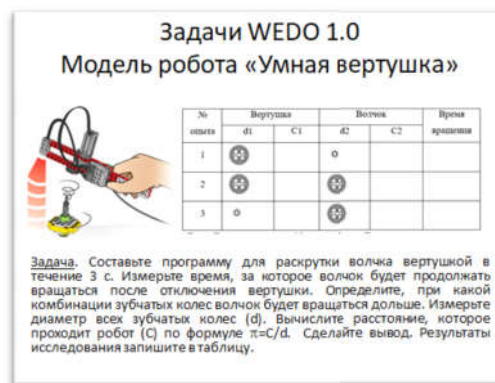 Задачи WEDO 1.0
Модель робота «Умная вертушка»
№ опыта Вертушка Волчок Время вращения
d1 C1 d2 C2
1
2
3
Задача. Составьте программу для раскрутки волчка вертушкой в
течение 3 с. Измерьте время, за которое волчок будет продолжать
вращаться после отключения вертушки. Определите, при какой
комбинации зубчатых колес волчок будет вращаться дольше. Измерьте
диаметр всех зубчатых колес (d). Вычислите расстояние, которое
проходит робот (С) по формуле π=C/d. Сделайте вывод. Результаты
исследования запишите в таблицу.